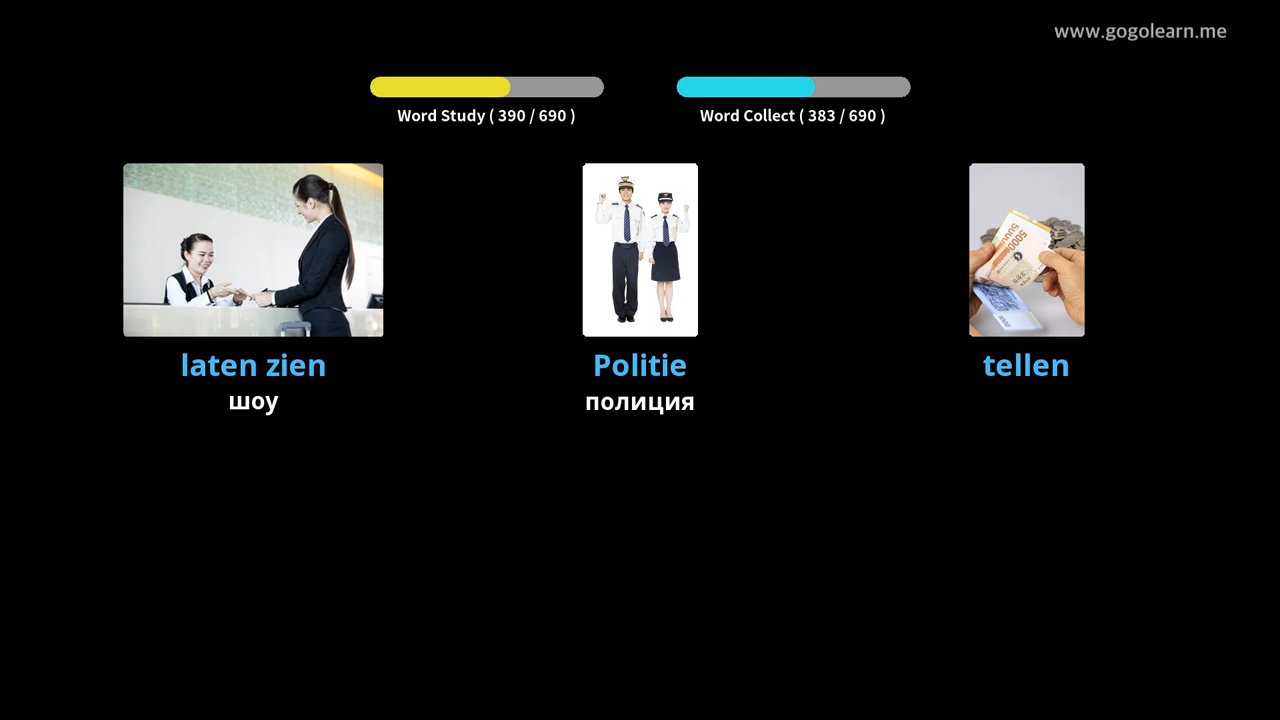 www.gogolearn.me
Word Study ( 390 / 690 )
Word Collect ( 383 / 690 )
laten zien
Politie
tellen
шоу
полиция